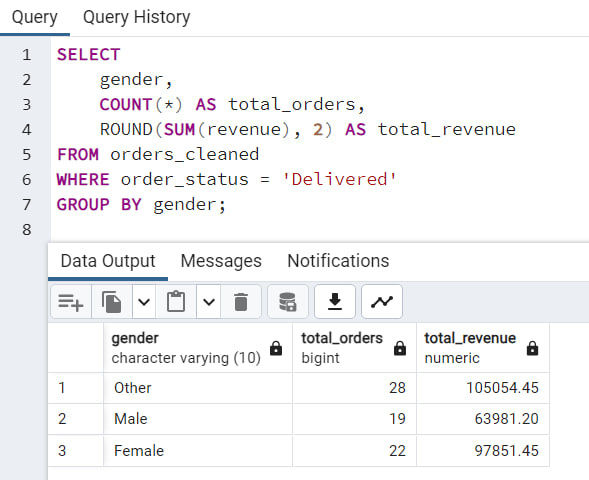 Query Query History
1 SELECT
2 gender,
3 COUNT(*) AS total_orders,
4 ROUND(SUM(revenue), 2) AS total_revenue
5 FROM orders_cleaned
6 WHERE order_status = 'Delivered'
7 GROUP BY gender;
8
Data Output Messages Notifications
gender total_orders total_revenue
character varying (10) bigint numeric
1 Other 28 105054.45
2 Male 19 63981.20
3 Female 22 97851.45